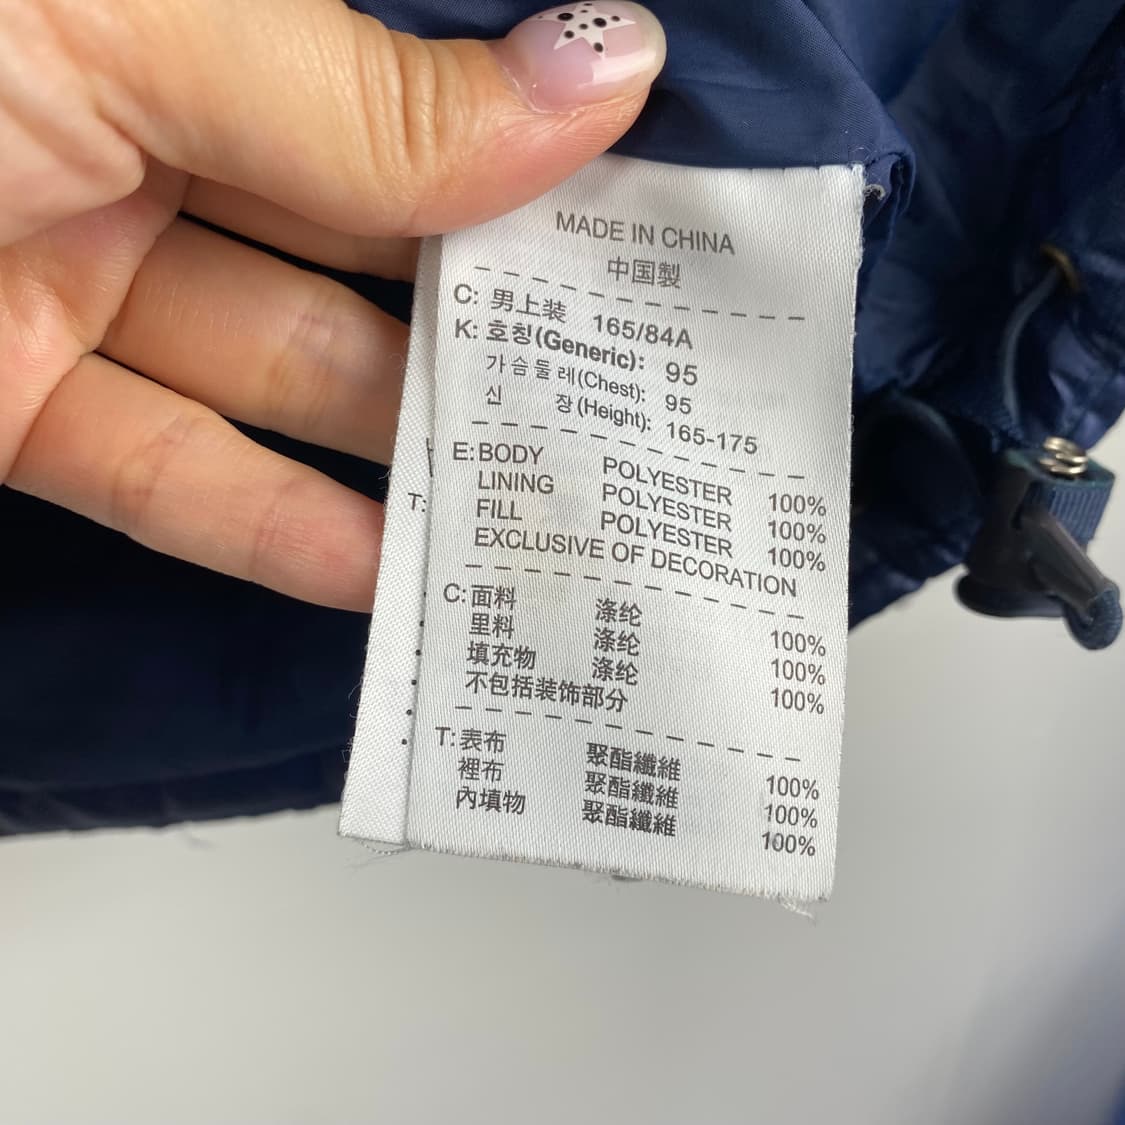 MADE IN CHINA
中国製
C: 男上装 165/84A
K: 호칭(Generic): 95
가슴둘레(Chest): 95
신 장(Height): 165-175
E: BODY POLYESTER 100%
LINING POLYESTER 100%
FILL POLYESTER 100%
EXCLUSIVE OF DECORATION
C: 面料 涤纶 100%
里料 涤纶 100%
填充物 涤纶 100%
不包括装饰部分
T: 表布 聚酯纖維 100%
裡布 聚酯纖維 100%
內填物 聚酯纖維 100%
T: